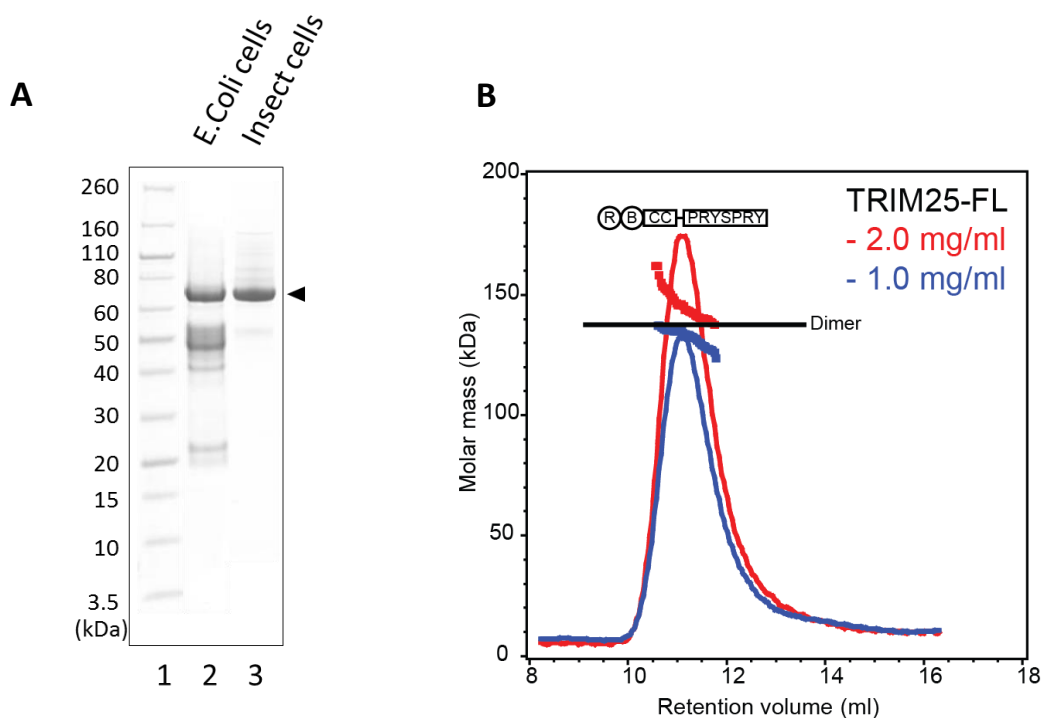 A
E.Coli cells
Insect cells
260
160
110
80
60
50
40
30
20
15
10
3.5
(kDa)
1 2 3
B
200
150
100
50
0
Molar mass (kDa)
R B CC PRYSPRY
TRIM25-FL
- 2.0 mg/ml
- 1.0 mg/ml
Dimer
8 10 12 14 16 18
Retention volume (ml)